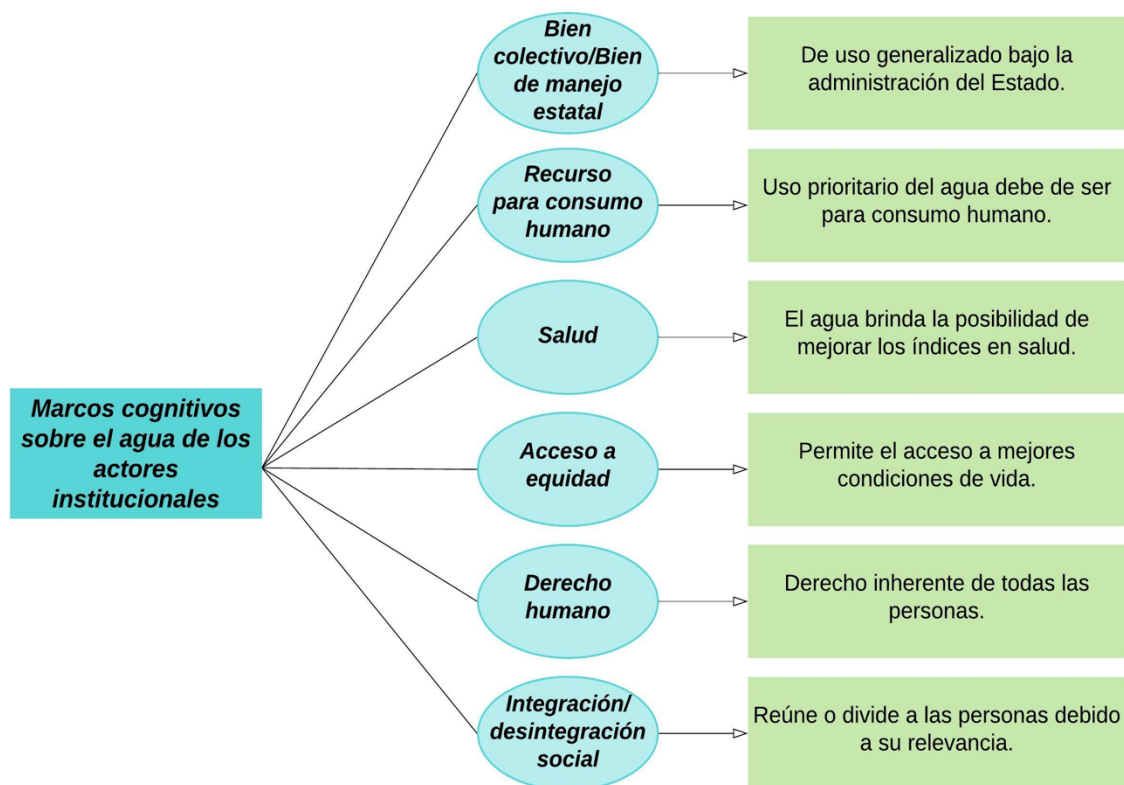 Bien
colectivo/Bien
de manejo
estatal
De uso generalizado bajo la
administración del Estado.
Recurso
para consumo
humano
Uso prioritario del agua debe de ser
para consumo humano.
Salud
El agua brinda la posibilidad de
mejorar los índices en salud.
Marcos cognitivos
sobre el agua de los
actores
institucionales
Acceso a
equidad
Permite el acceso a mejores
condiciones de vida.
Derecho
humano
Derecho inherente de todas las
personas.
Integración/
desintegración
social
Reúne o divide a las personas debido
a su relevancia.